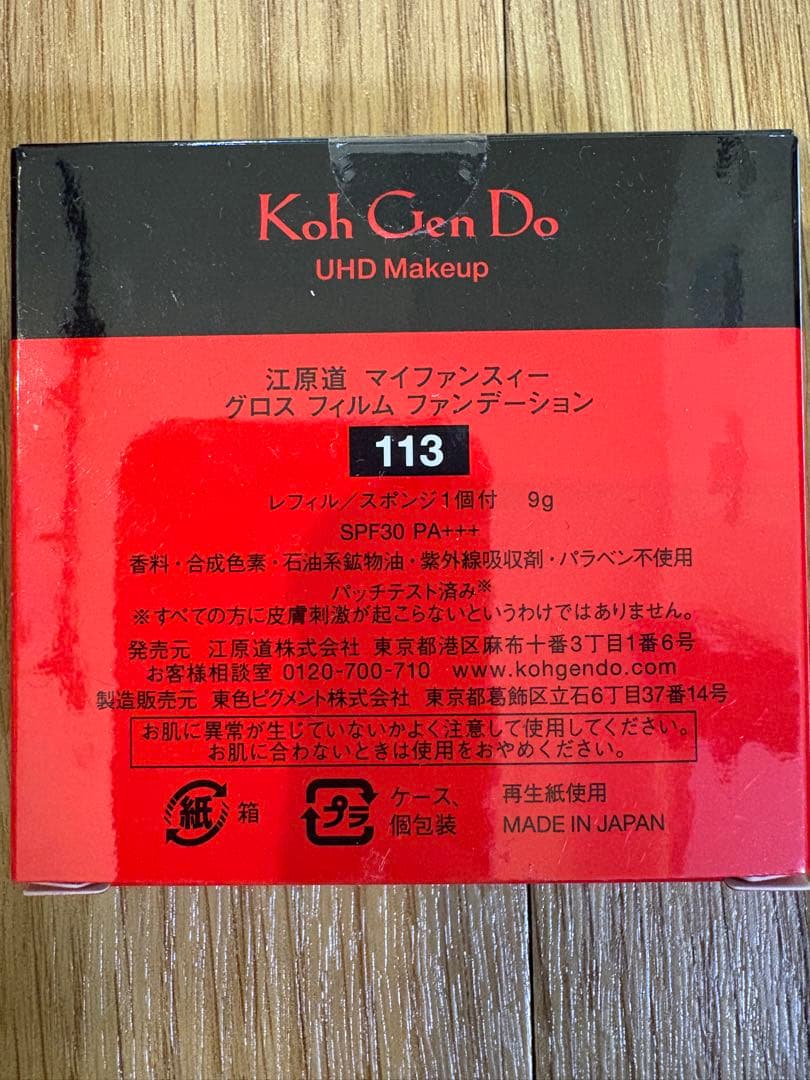 Koh Gen Do
UHD Makeup
江原道 マイファンスィー
グロス フィルム ファンデーション
113
レフィル／スポンジ1個付 9g
SPF30 PA+++
香料・合成色素・石油系鉱物油・紫外線吸収剤・パラベン不使用
パッチテスト済み※
※すべての方に皮膚刺激が起こらないというわけではありません。
発売元 江原道株式会社 東京都港区麻布十番3丁目1番6号
お客様相談室 0120-700-710 www.kohgendo.com
製造販売元 東色ピグメント株式会社 東京都葛飾区立石6丁目37番14号
お肌に異常が生じていないかよく注意して使用してください。
お肌に合わないときは使用をおやめください。
紙 箱 プラ ケース、 再生紙使用
個包装 MADE IN JAPAN